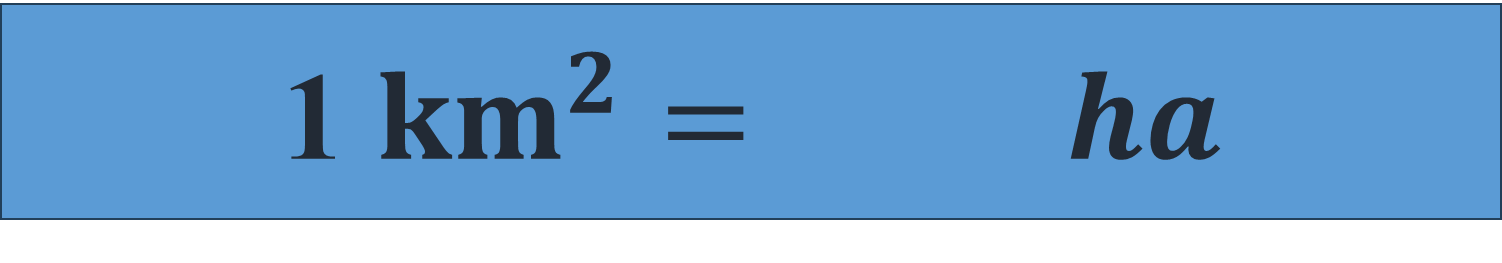 1 km² = ha